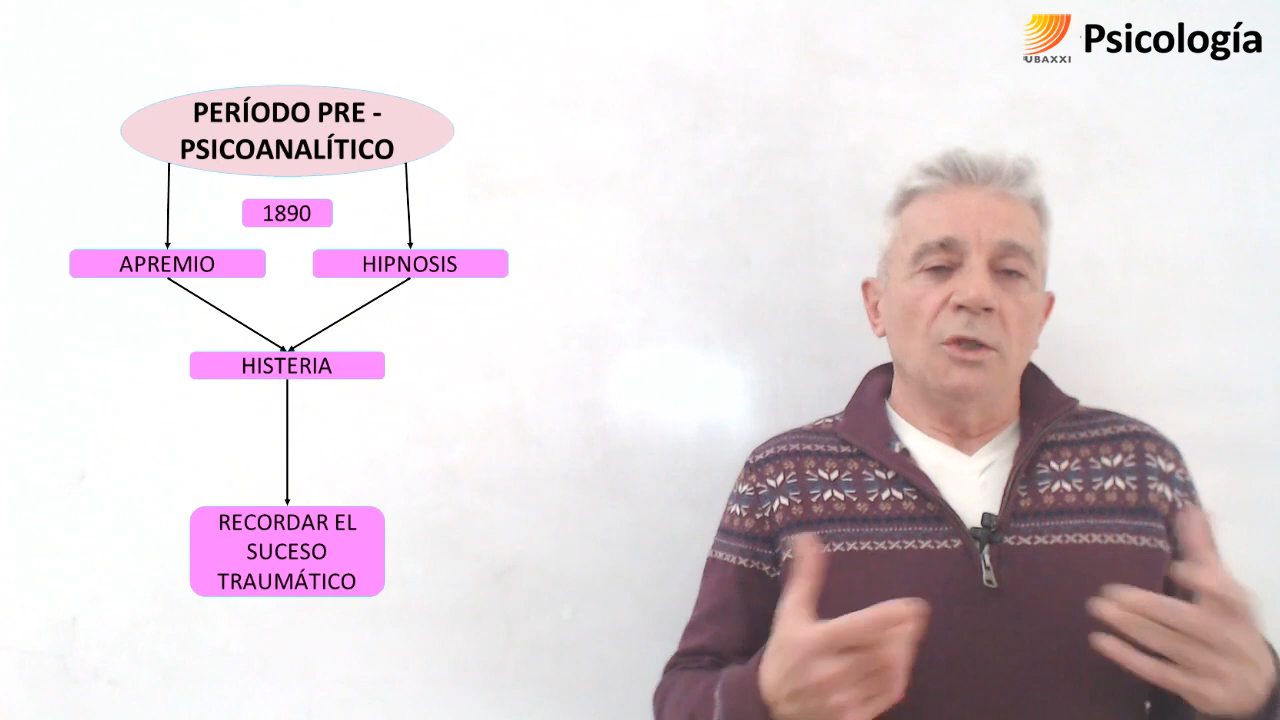 UBAXXI
Psicología
PERÍODO PRE -
PSICOANALÍTICO
1890
APREMIO
HIPNOSIS
HISTERIA
RECORDAR EL
SUCESO
TRAUMÁTICO